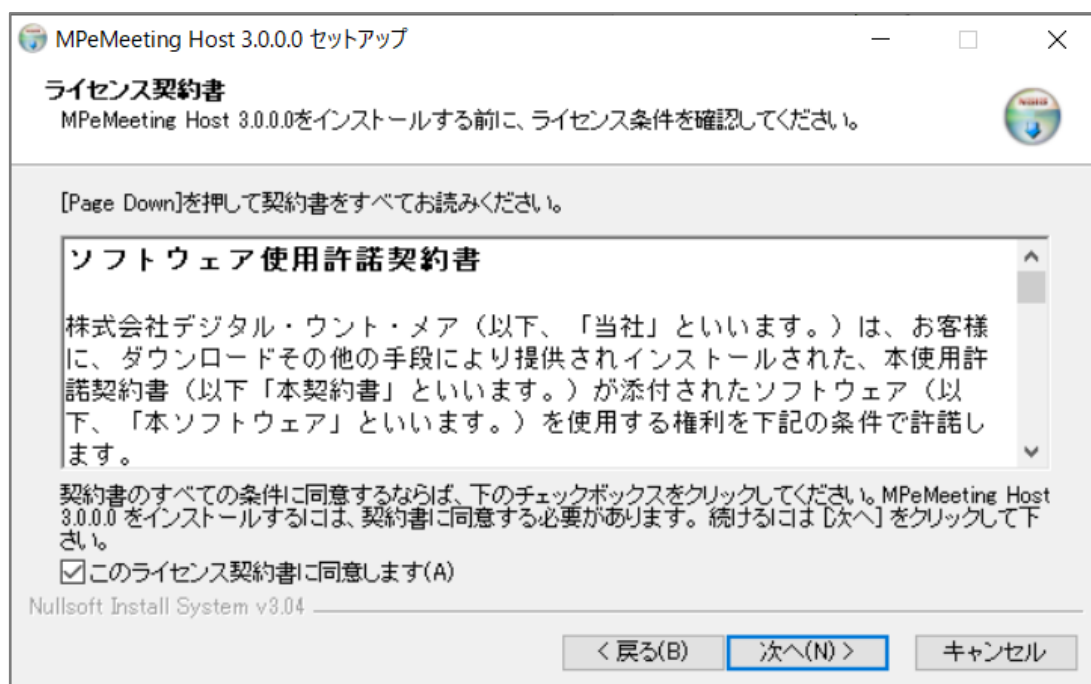 MPeMeeting Host 3.0.0.0 セットアップ
ライセンス契約書
MPeMeeting Host 3.0.0.0をインストールする前に、ライセンス条件を確認してください。
[Page Down]を押して契約書をすべてお読みください。
ソフトウェア使用許諾契約書
株式会社デジタル・ウント・メア（以下、「当社」といいます。）は、お客様
に、ダウンロードその他の手段により提供されインストールされた、本使用許
諾契約書（以下「本契約書」といいます。）が添付されたソフトウェア（以
下、「本ソフトウェア」といいます。）を使用する権利を下記の条件で許諾し
ます。
契約書のすべての条件に同意するならば、下のチェックボックスをクリックしてください。MPeMeeting Host
3.0.0.0 をインストールするには、契約書に同意する必要があります。続けるには [次へ] をクリックして下
さい。
このライセンス契約書に同意します(A)
Nullsoft Install System v3.04
< 戻る(B) 次へ(N) > キャンセル